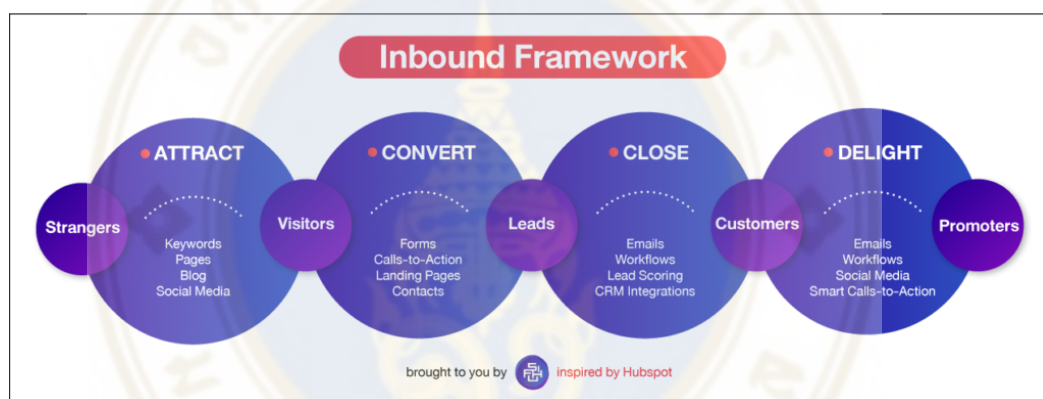 Inbound Framework
ATTRACT
CONVERT
CLOSE
DELIGHT
Strangers
Visitors
Leads
Customers
Promoters
Keywords
Pages
Blog
Social Media
Forms
Calls-to-Action
Landing Pages
Contacts
Emails
Workflows
Lead Scoring
CRM Integrations
Emails
Workflows
Social Media
Smart Calls-to-Action
brought to you by
inspired by Hubspot